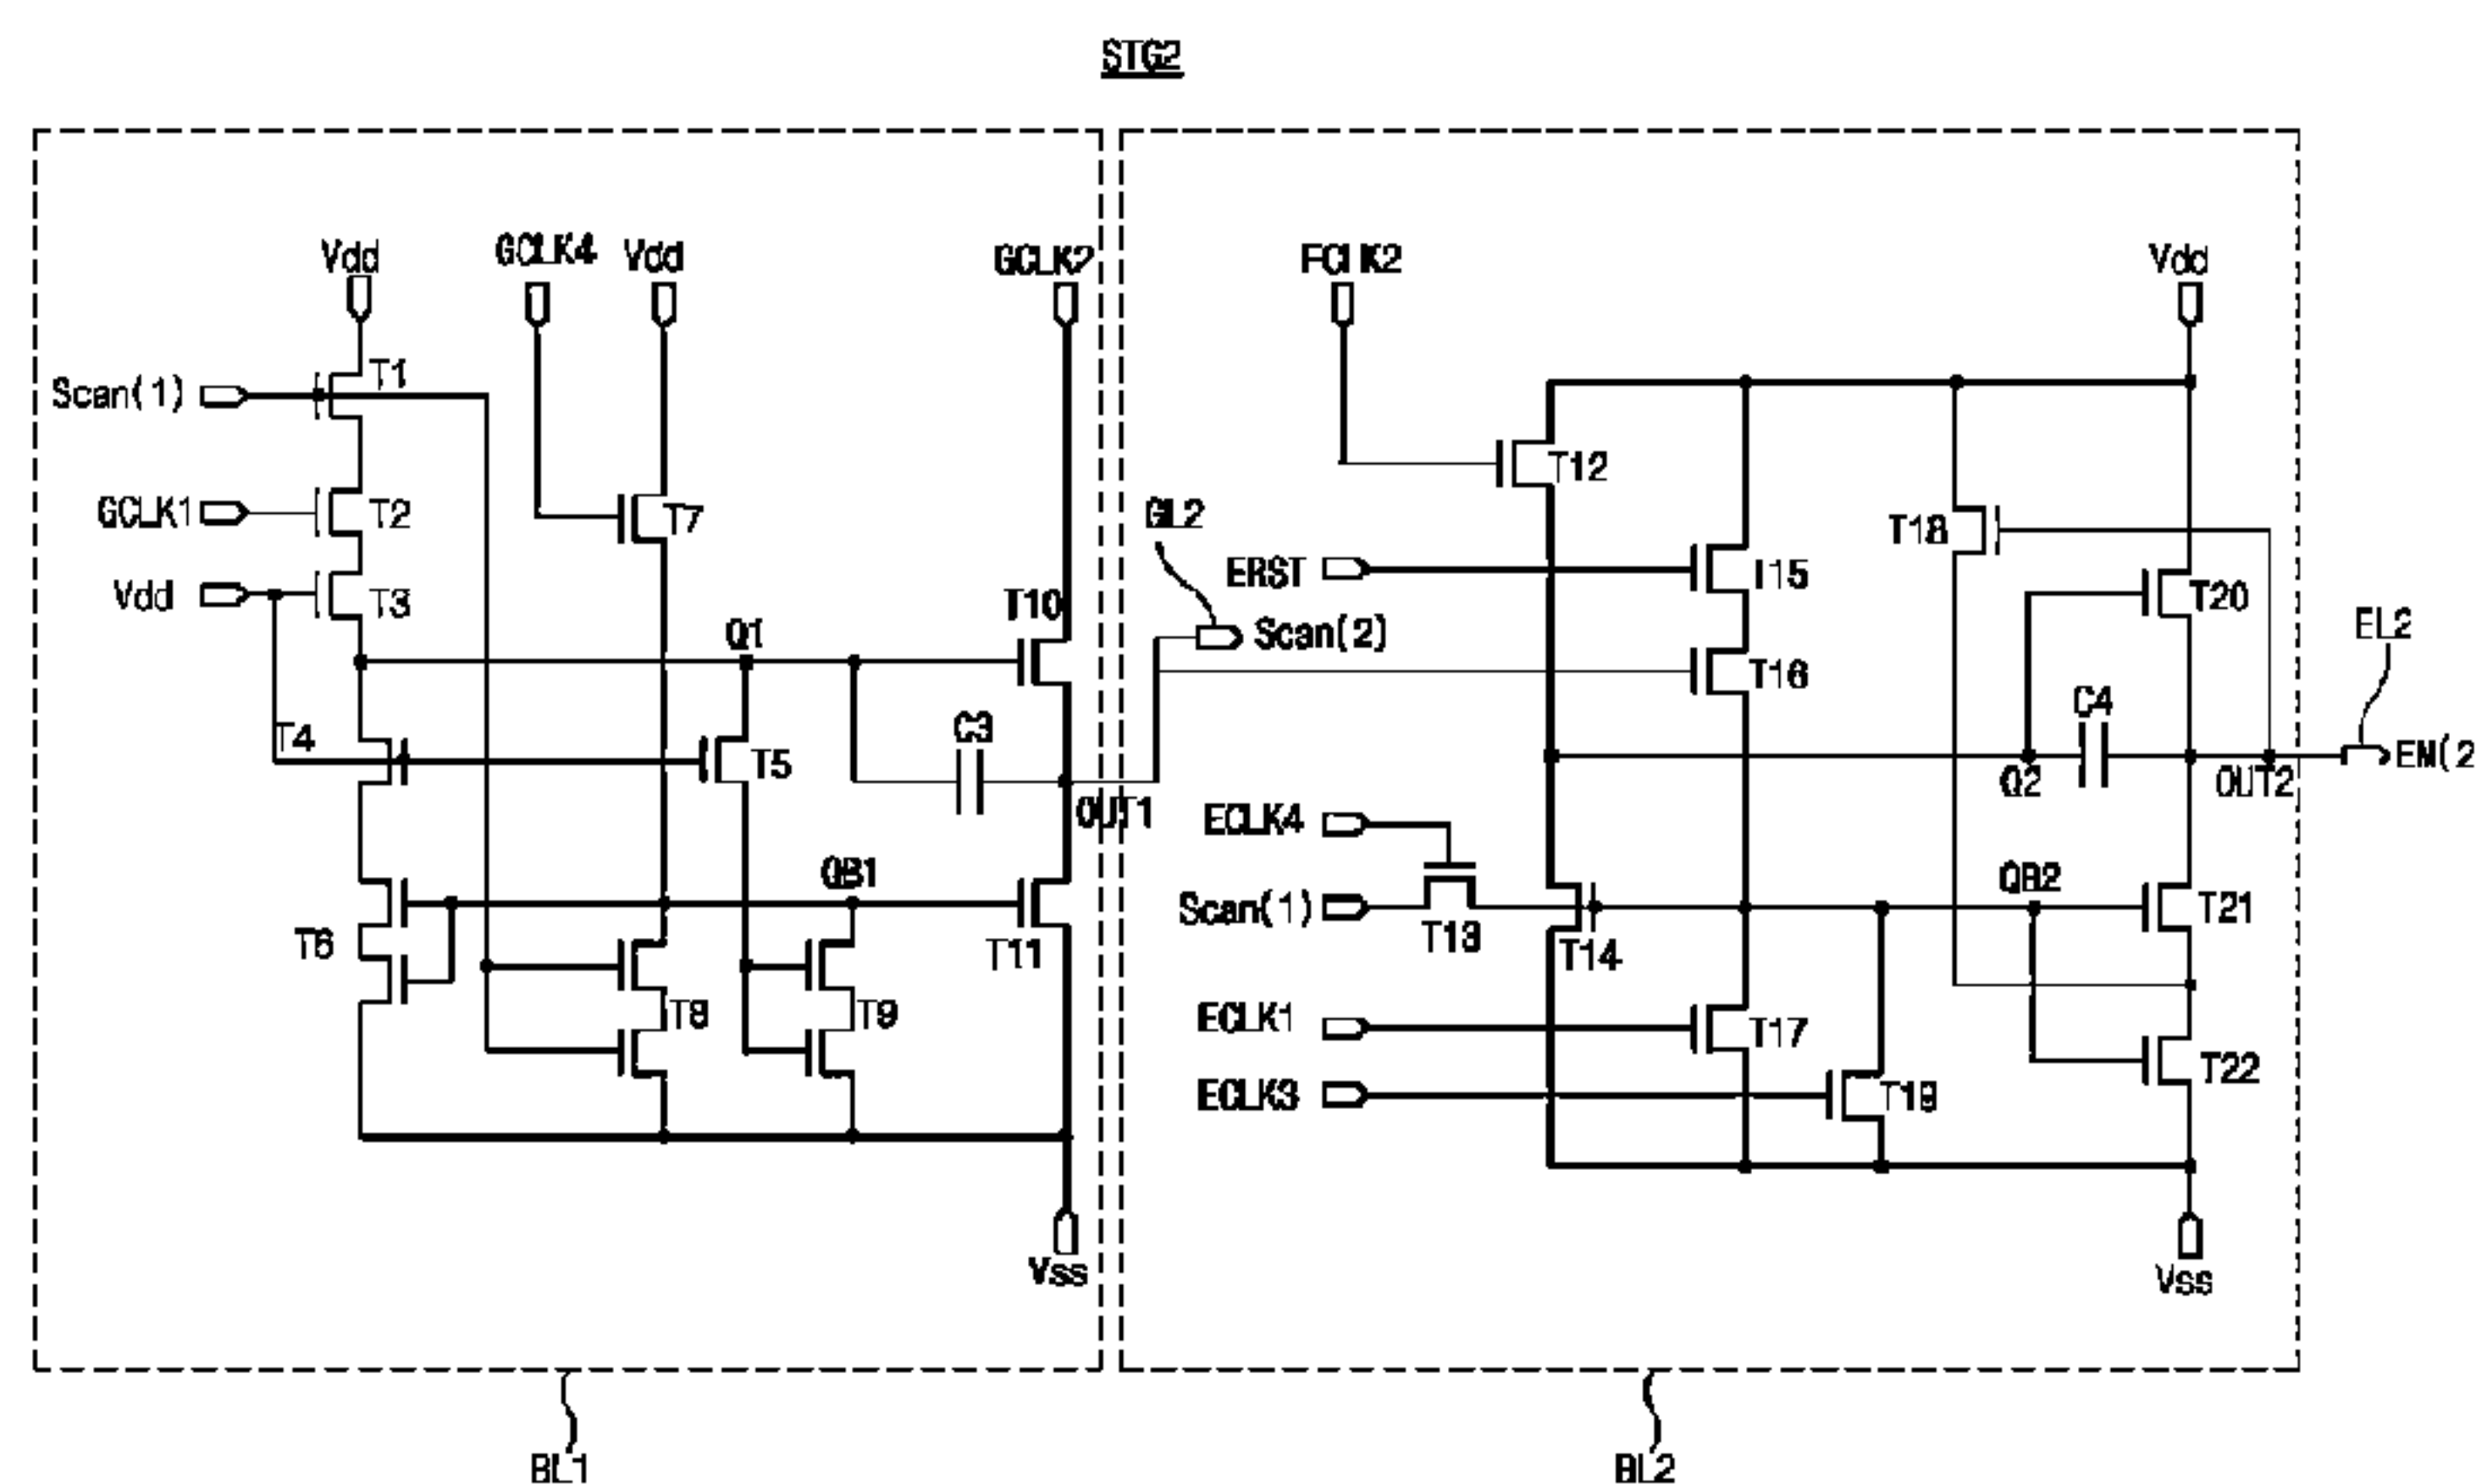 STG2
Vdd
GCLK4
Vdd
GCLK2
FCLK2
Vdd
Scan(1)
T1
T12
GCLK1
T2
T7
GL2
T18
Vdd
T3
ERST
T15
T20
T10
Scan(2)
EL2
Q1
T16
C4
T4
C3
T5
EM(2
Q2
OUT2
OUT1
ECLK4
QB1
QB2
Scan(1)
T21
T13
T14
T6
T11
T8
T9
ECLK1
T17
T22
ECLK3
T19
Vss
Vss
BL1
BL2